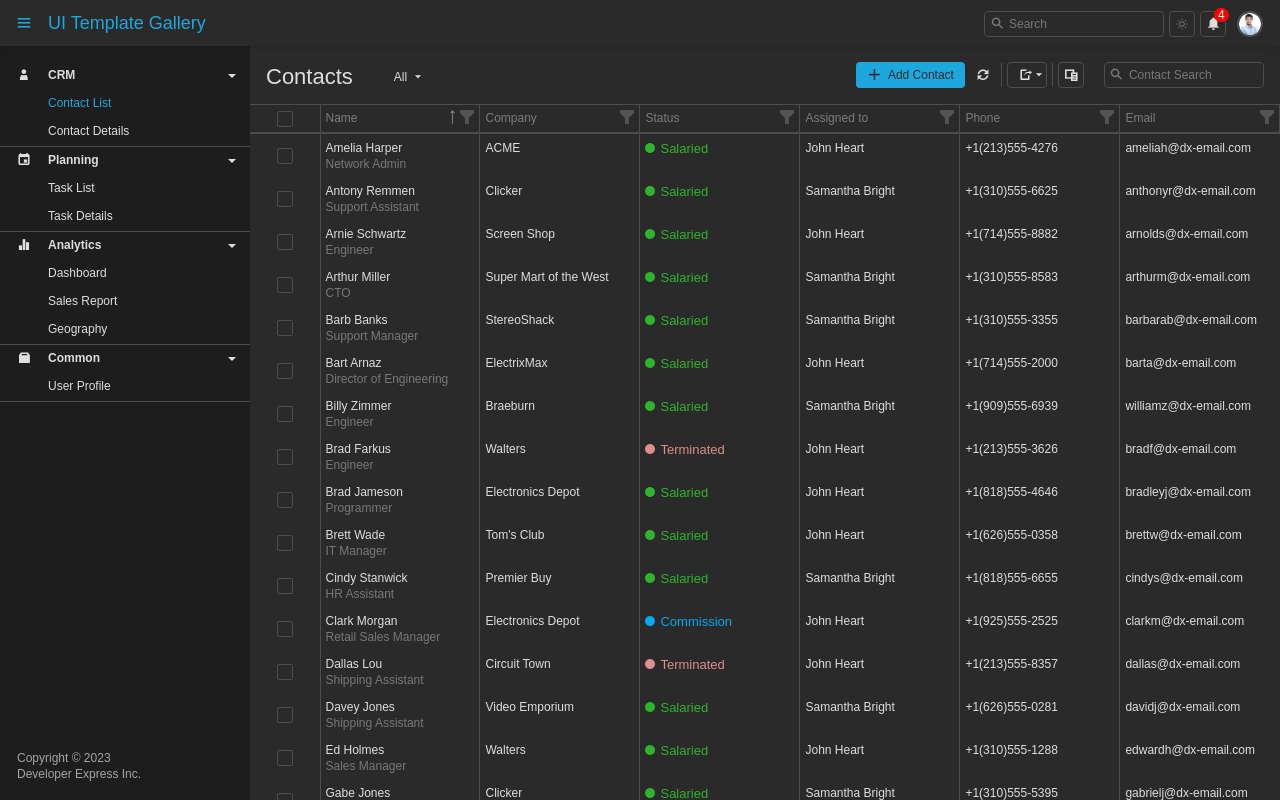 UI Template Gallery
Search
4
CRM
Contact List
Contact Details
Planning
Task List
Task Details
Analytics
Dashboard
Sales Report
Geography
Common
User Profile
Copyright © 2023
Developer Express Inc.
Contacts
All
Add Contact
Contact Search
Name Company Status Assigned to Phone Email
Amelia Harper ACME Salaried John Heart +1(213)555-4276 ameliah@dx-email.com
Network Admin
Antony Remmen Clicker Salaried Samantha Bright +1(310)555-6625 anthonyr@dx-email.com
Support Assistant
Arnie Schwartz Screen Shop Salaried John Heart +1(714)555-8882 arnolds@dx-email.com
Engineer
Arthur Miller Super Mart of the West Salaried Samantha Bright +1(310)555-8583 arthurm@dx-email.com
CTO
Barb Banks StereoShack Salaried Samantha Bright +1(310)555-3355 barbarab@dx-email.com
Support Manager
Bart Arnaz ElectrixMax Salaried John Heart +1(714)555-2000 barta@dx-email.com
Director of Engineering
Billy Zimmer Braeburn Salaried Samantha Bright +1(909)555-6939 williamz@dx-email.com
Engineer
Brad Farkus Walters Terminated John Heart +1(213)555-3626 bradf@dx-email.com
Engineer
Brad Jameson Electronics Depot Salaried John Heart +1(818)555-4646 bradleyj@dx-email.com
Programmer
Brett Wade Tom's Club Salaried John Heart +1(626)555-0358 brettw@dx-email.com
IT Manager
Cindy Stanwick Premier Buy Salaried Samantha Bright +1(818)555-6655 cindys@dx-email.com
HR Assistant
Clark Morgan Electronics Depot Commission John Heart +1(925)555-2525 clarkm@dx-email.com
Retail Sales Manager
Dallas Lou Circuit Town Terminated John Heart +1(213)555-8357 dallas@dx-email.com
Shipping Assistant
Davey Jones Video Emporium Salaried Samantha Bright +1(626)555-0281 davidj@dx-email.com
Shipping Assistant
Ed Holmes Walters Salaried John Heart +1(310)555-1288 edwardh@dx-email.com
Sales Manager
Gabe Jones Clicker Salaried Samantha Bright +1(310)555-5395 gabrielj@dx-email.com